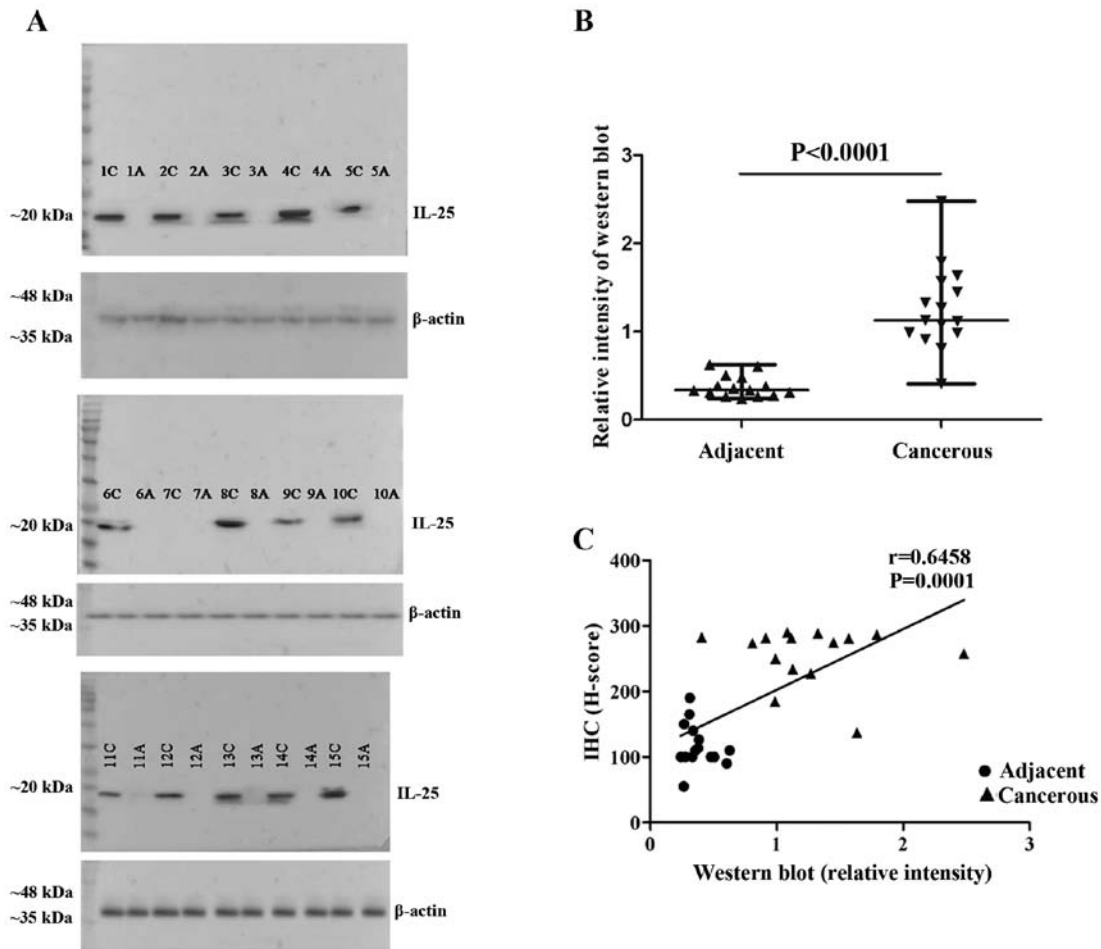 A
1C 1A 2C 2A 3C 3A 4C 4A 5C 5A
~20 kDa
IL-25
~48 kDa
~35 kDa
β-actin
6C 6A 7C 7A 8C 8A 9C 9A 10C 10A
~20 kDa
IL-25
~48 kDa
~35 kDa
β-actin
11C 11A 12C 12A 13C 13A 14C 14A 15C 15A
~20 kDa
IL-25
~48 kDa
~35 kDa
β-actin
B
P<0.0001
Relative intensity of western blot
3
2
1
0
Adjacent Cancerous
C
r=0.6458
P=0.0001
IHC (H-score)
400
300
200
100
0
Adjacent
Cancerous
0 1 2 3
Western blot (relative intensity)